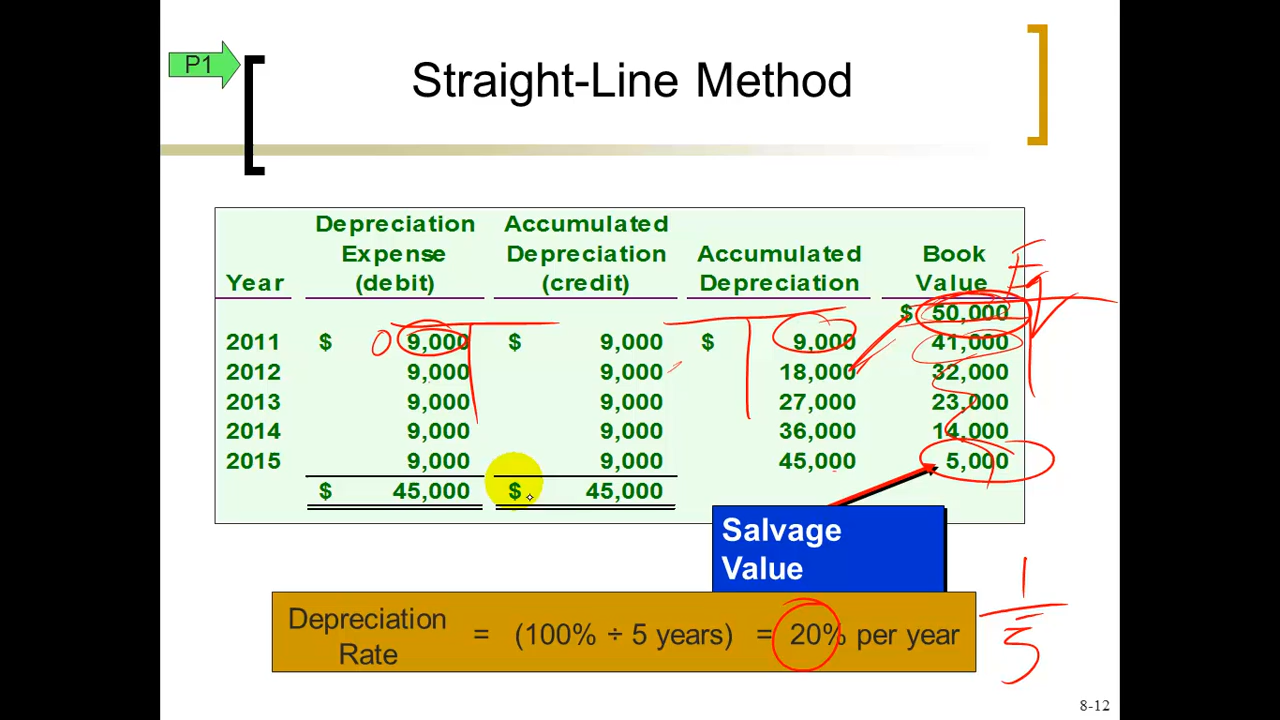 P1
Straight-Line Method
Depreciation Accumulated
Expense Depreciation Accumulated Book
Year (debit) (credit) Depreciation Value
$ 50,000
2011 $ 9,000 $ 9,000 $ 9,000 41,000
2012 9,000 9,000 18,000 32,000
2013 9,000 9,000 27,000 23,000
2014 9,000 9,000 36,000 14,000
2015 9,000 9,000 45,000 5,000
$ 45,000 $ 45,000
Salvage
Value
Depreciation
Rate = (100% ÷ 5 years) = 20% per year
1
5
8-12